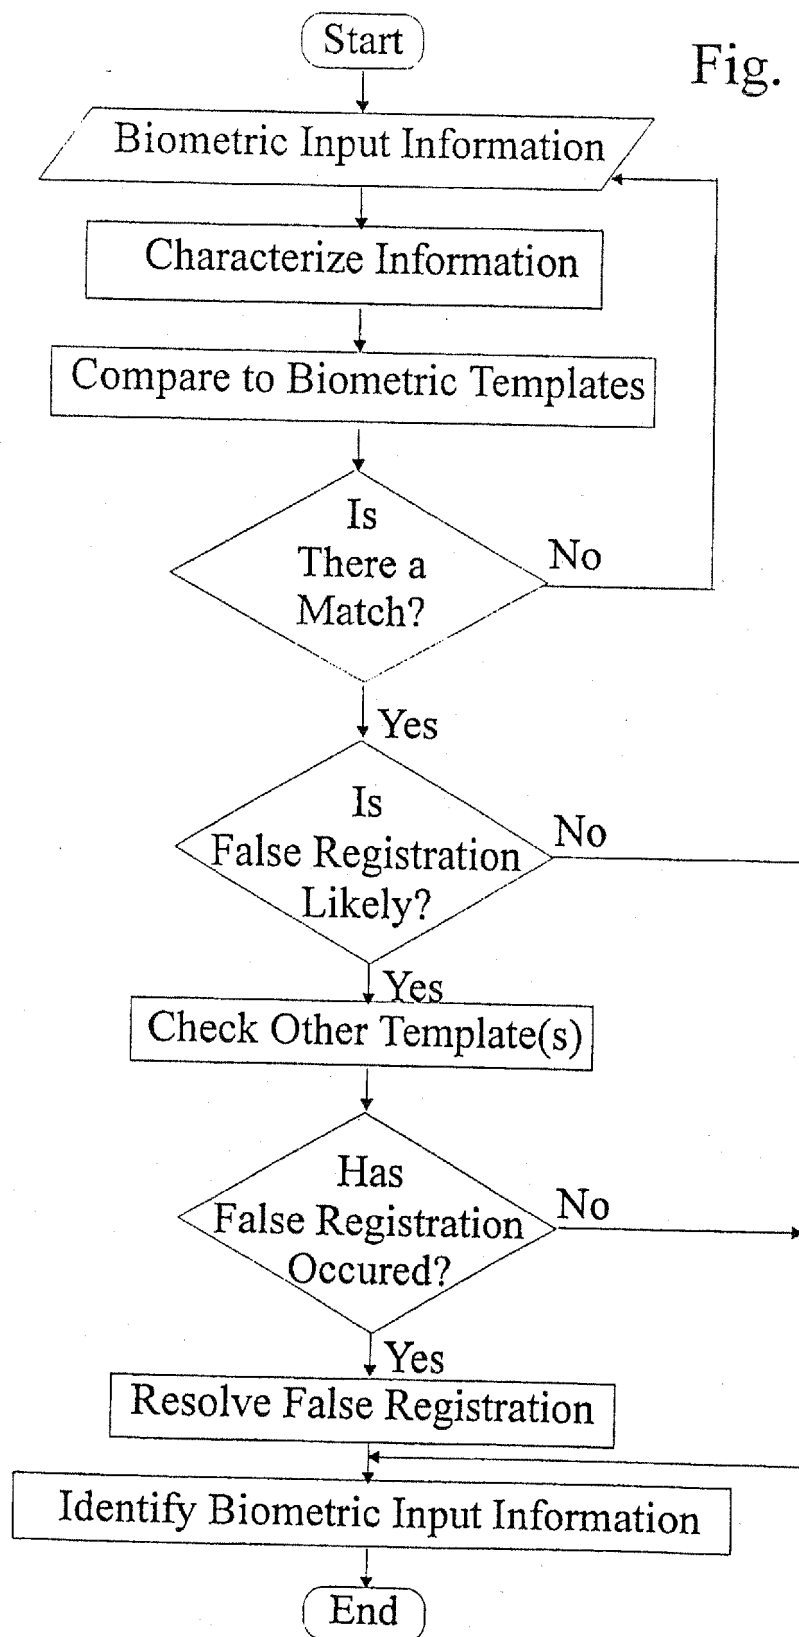 Start
Fig.
Biometric Input Information
Characterize Information
Compare to Biometric Templates
Is
There a
Match?
No
Yes
Is
False Registration
Likely?
No
Yes
Check Other Template(s)
Has
False Registration
Occured?
No
Yes
Resolve False Registration
Identify Biometric Input Information
End